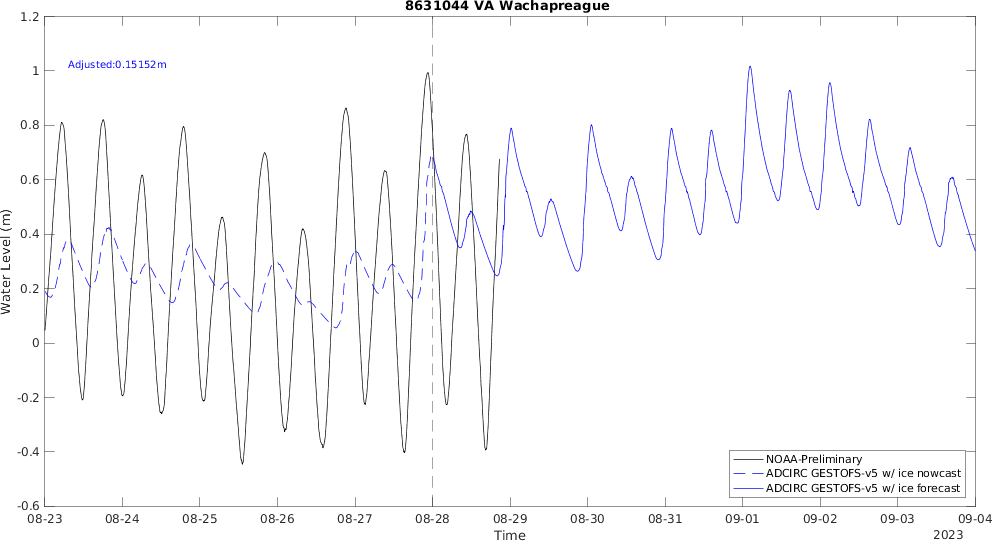 8631044 VA Wachapreague
Adjusted:0.15152m
Water Level (m)
1.2
1
0.8
0.6
0.4
0.2
0
-0.2
-0.4
-0.6
NOAA-Preliminary
ADCIRC GESTOFS-v5 w/ ice nowcast
ADCIRC GESTOFS-v5 w/ ice forecast
08-23 08-24 08-25 08-26 08-27 08-28 08-29 08-30 08-31 09-01 09-02 09-03 09-04
Time
2023